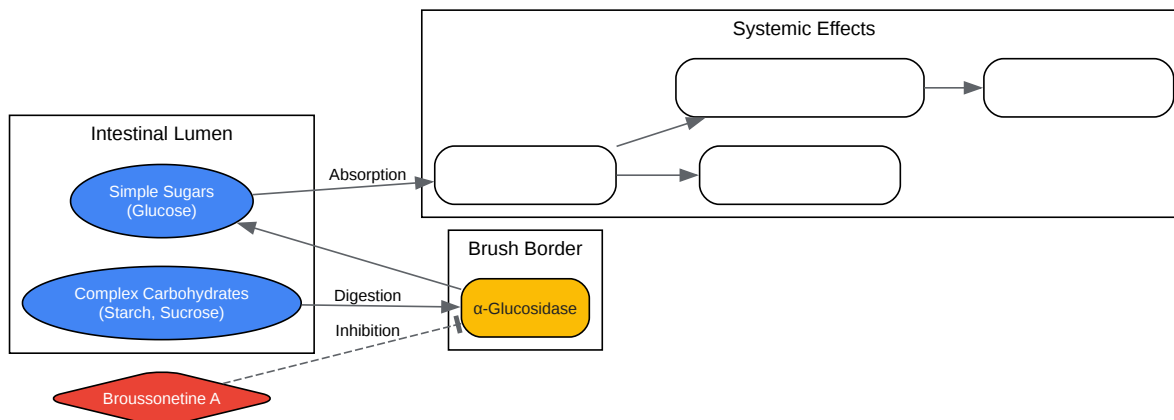 Systemic Effects
Intestinal Lumen
Simple Sugars
(Glucose)
Absorption
Brush Border
Complex Carbohydrates
(Starch, Sucrose)
Digestion
α-Glucosidase
Inhibition
Broussonetine A